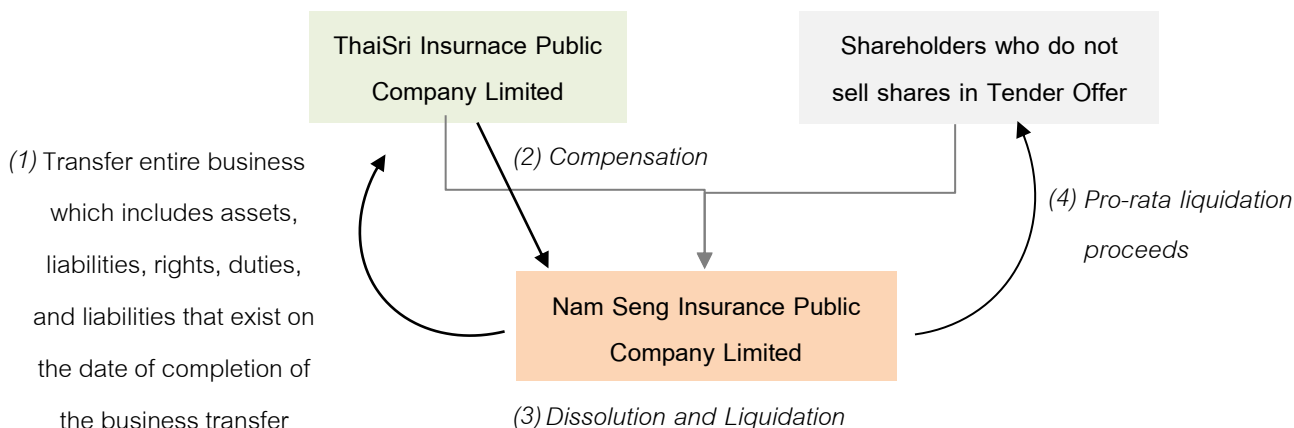 ThaiSri Insurnace Public
Company Limited
Shareholders who do not
sell shares in Tender Offer
(1) Transfer entire business
which includes assets,
liabilities, rights, duties,
and liabilities that exist on
the date of completion of
the business transfer
(2) Compensation
(4) Pro-rata liquidation
proceeds
Nam Seng Insurance Public
Company Limited
(3) Dissolution and Liquidation